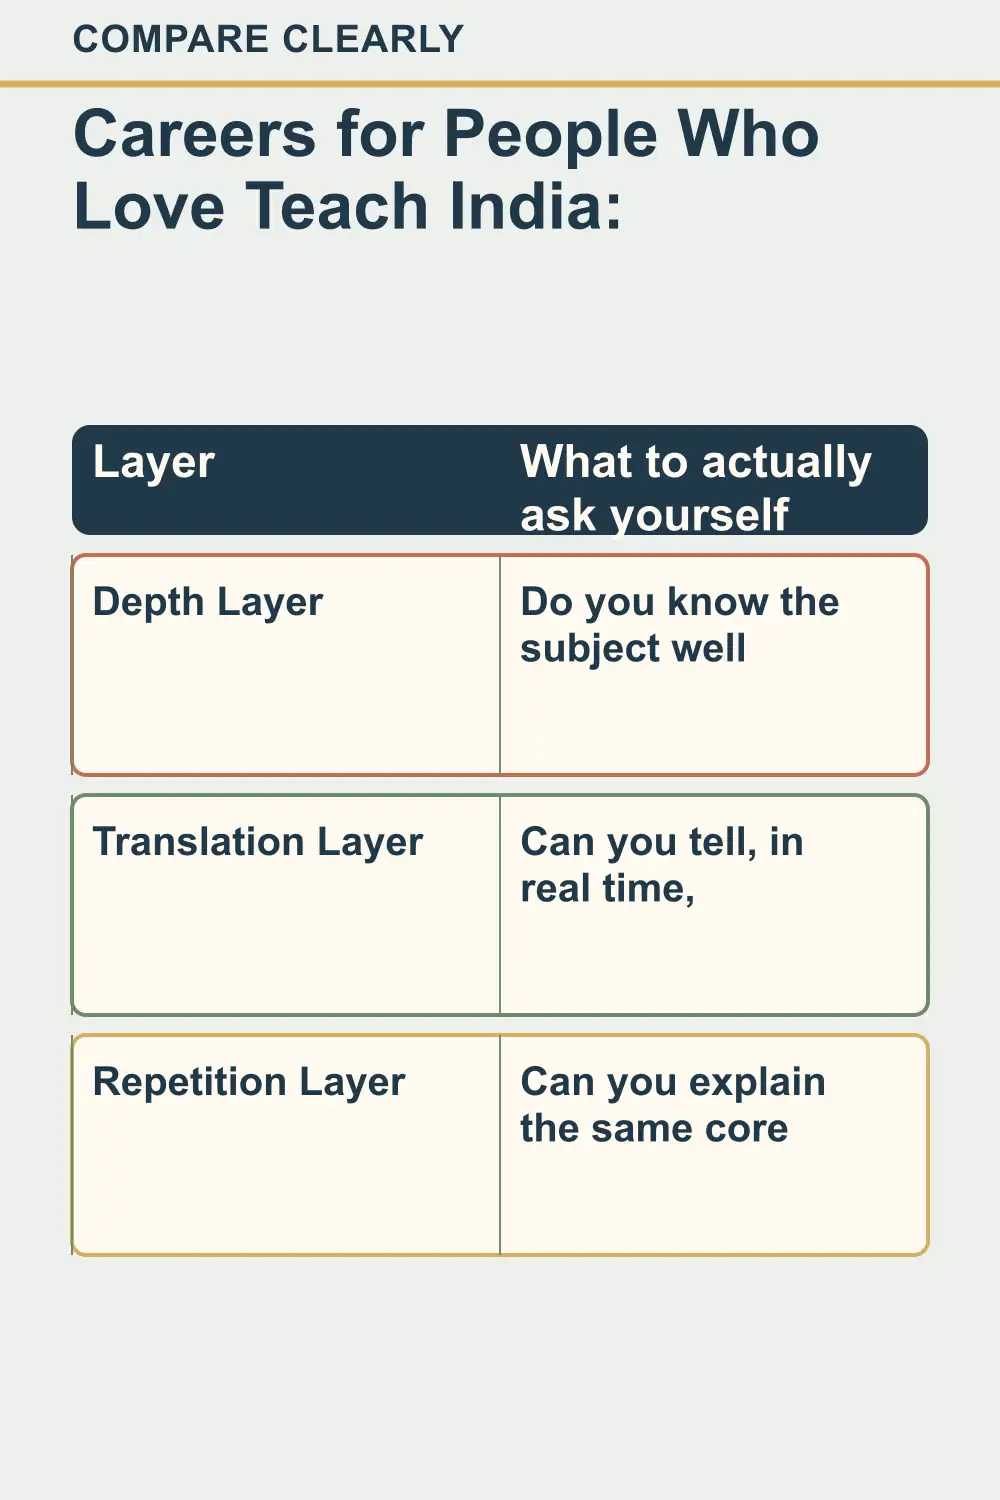 COMPARE CLEARLY
Careers for People Who
Love Teach India:
Layer
What to actually
ask yourself
Depth Layer
Do you know the
subject well
Translation Layer
Can you tell, in
real time,
Repetition Layer
Can you explain
the same core